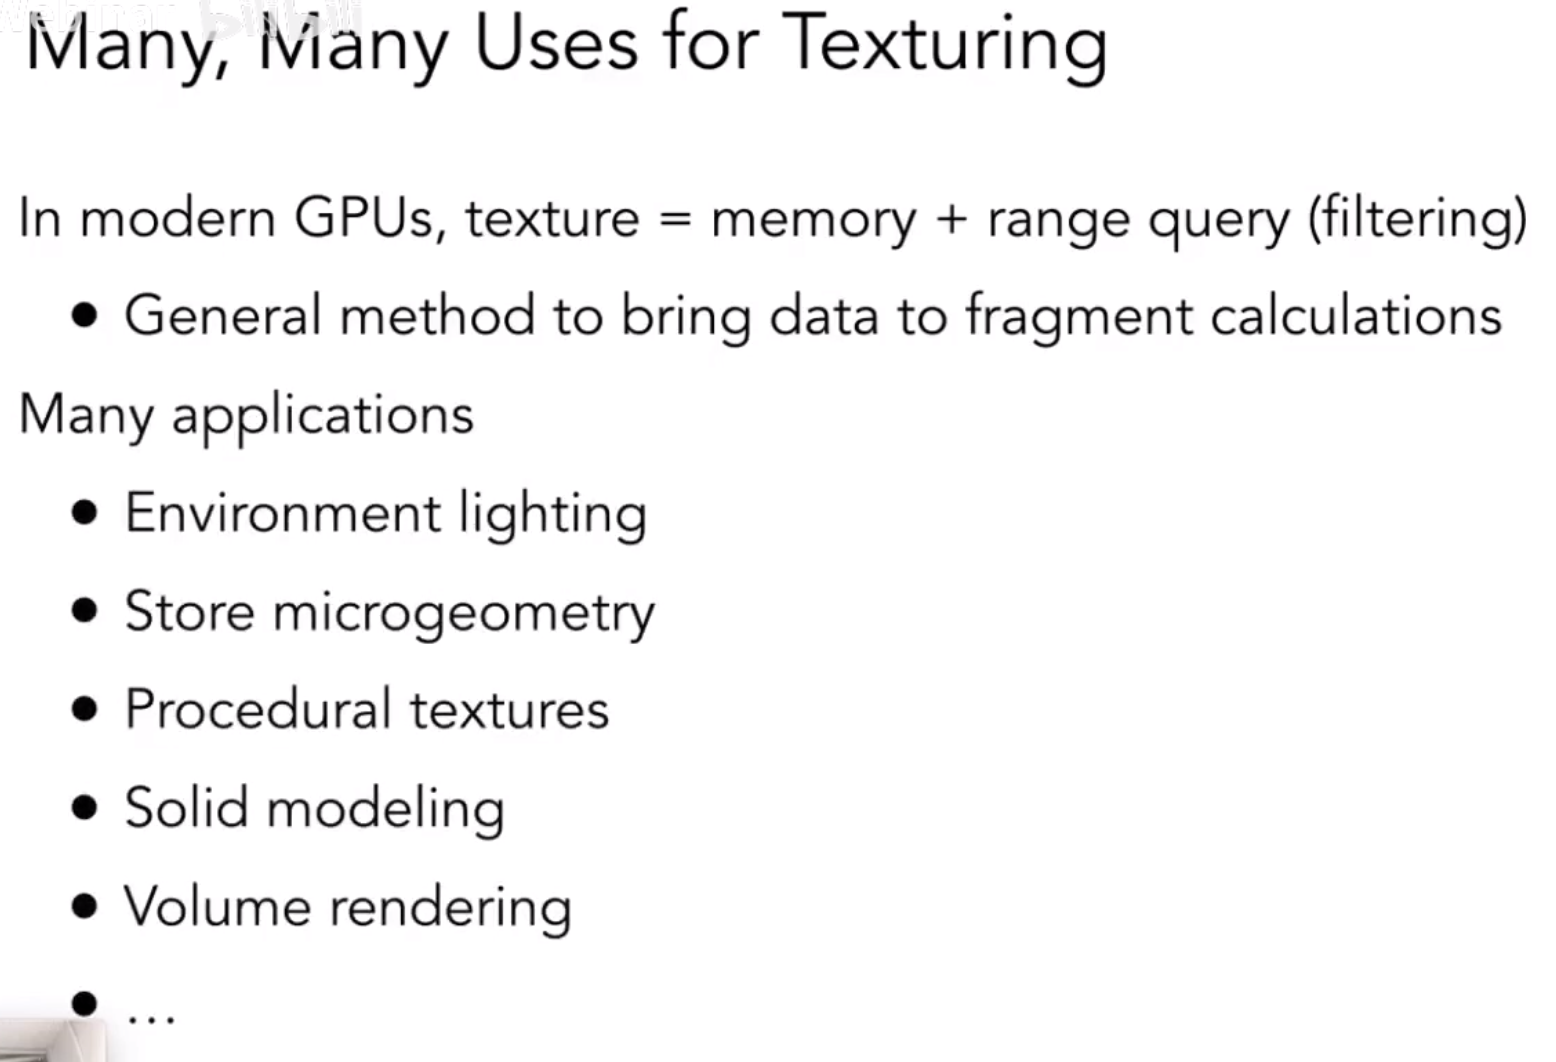 Many, Many Uses for Texturing
In modern GPUs, texture = memory + range query (filtering)
● General method to bring data to fragment calculations
Many applications
● Environment lighting
● Store microgeometry
● Procedural textures
● Solid modeling
● Volume rendering
● ...